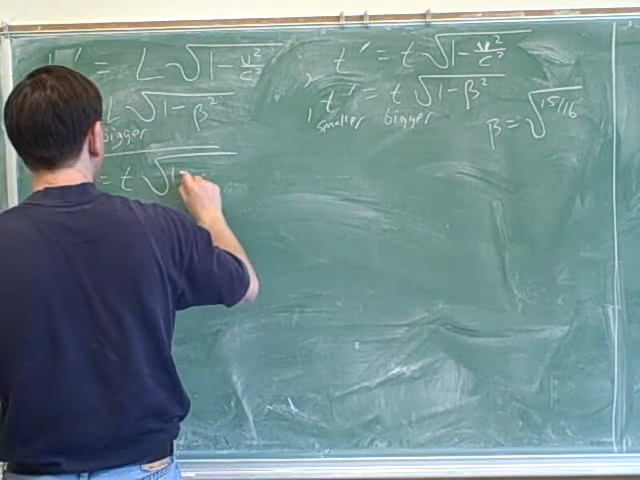 L' = L √(1 - v²/c²)
L √(1 - β²)
bigger
= t √1
t' = t √(1 - v²/c²)
t' = t √(1 - β²)
smaller bigger
β = √(15/16)